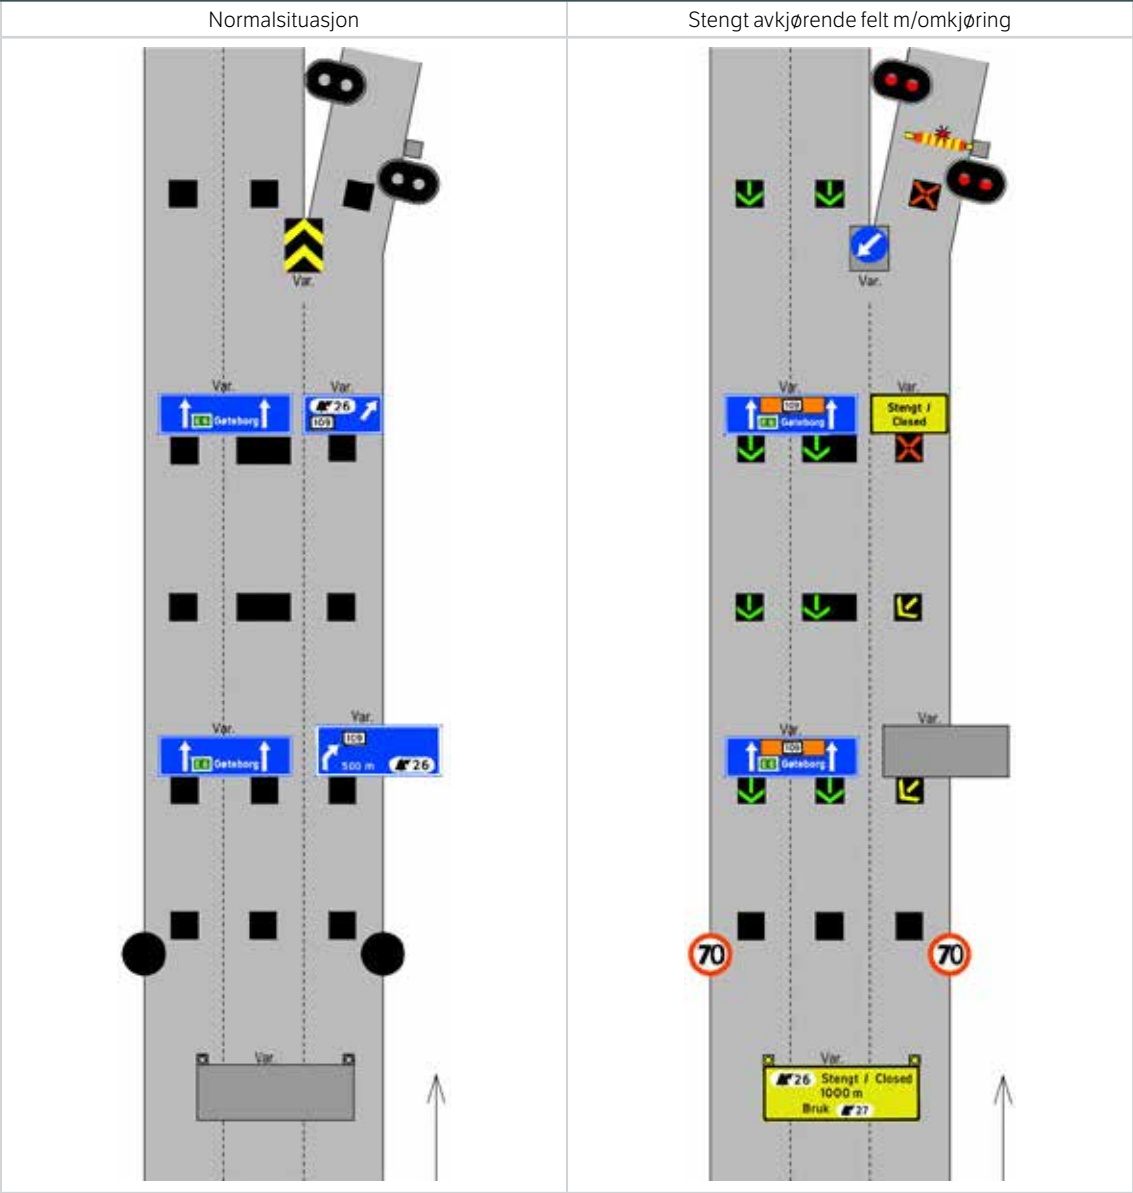 Normalsituasjon
Stengt avkjørende felt m/omkjøring
Var.
Var.
Var.
Var.
26
109
E6 Gøteborg
Var.
Var.
109
E6 Gøteborg
Stengt /
Closed
Var.
Var.
E6 Gøteborg
109
500 m
26
Var.
Var.
109
E6 Gøteborg
70
70
Var.
Var.
26 Stengt / Closed
1000 m
Bruk 27